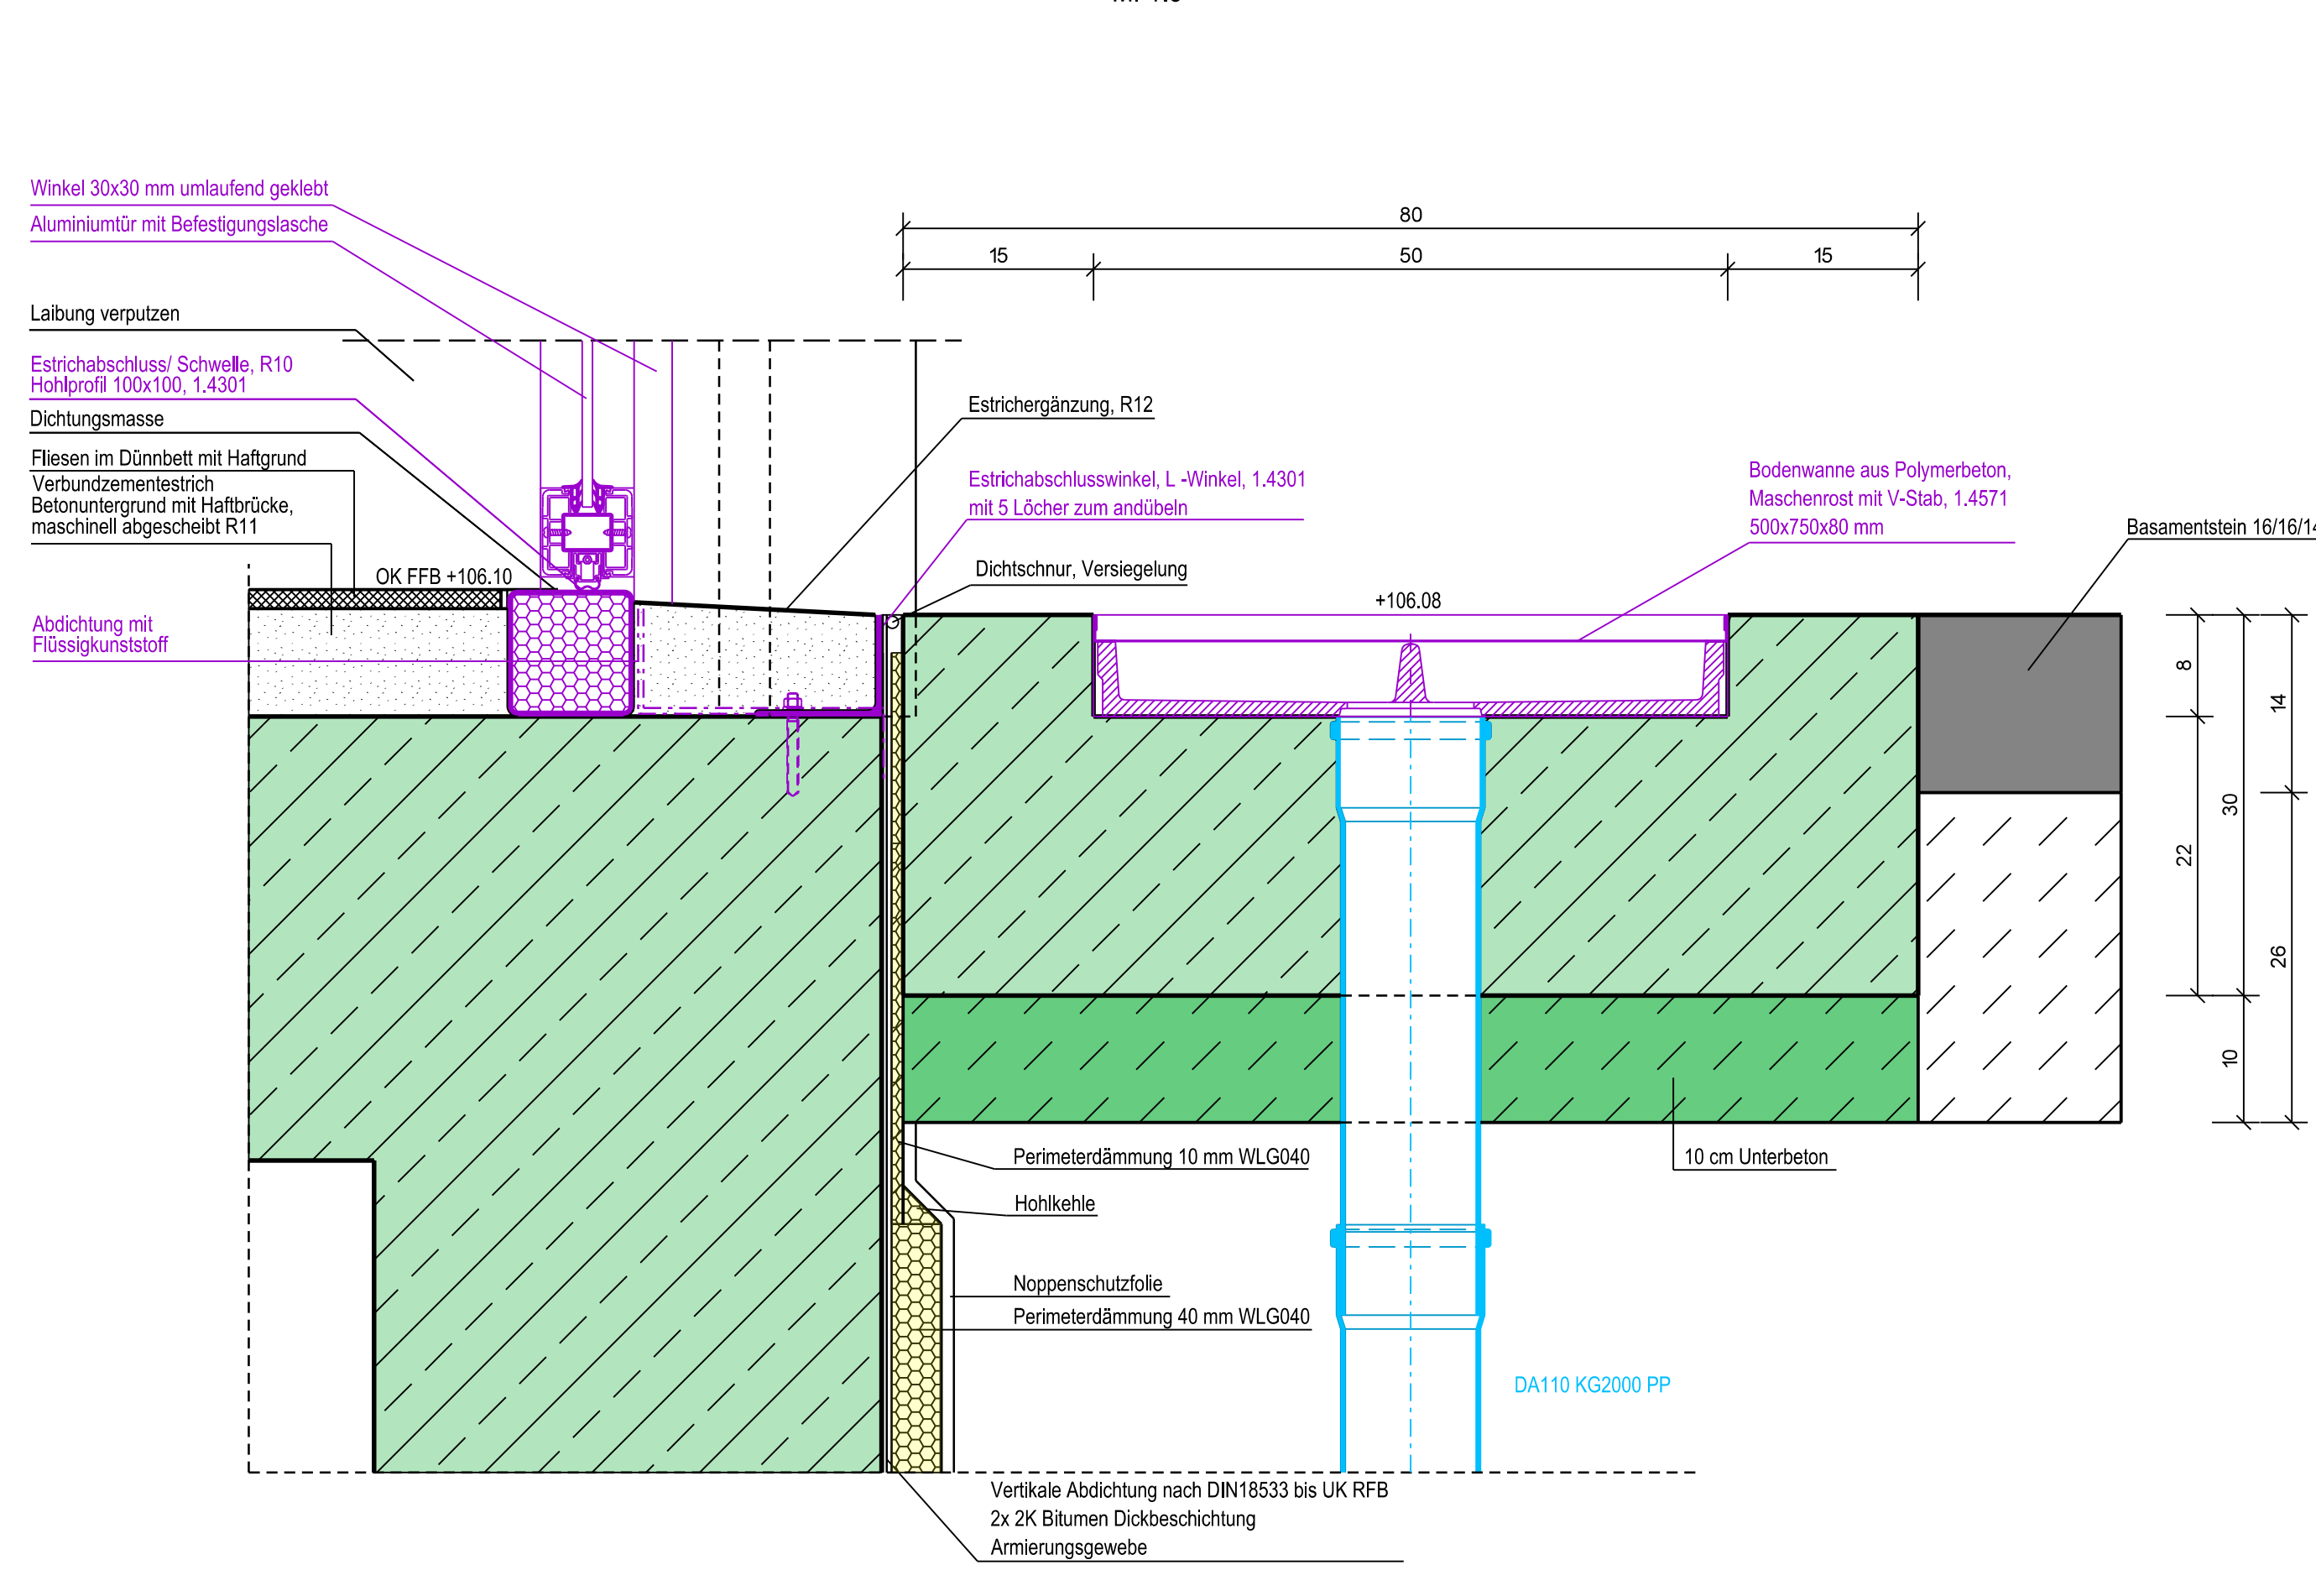 Winkel 30x30 mm umlaufend geklebt
Aluminiumtür mit Befestigungslasche
Laibung verputzen
Estrichabschluss/ Schwelle, R10
Hohlprofil 100x100, 1.4301
Dichtungsmasse
Fliesen im Dünnbett mit Haftgrund
Verbundzementestrich
Betonuntergrund mit Haftbrücke,
maschinell abgescheibt R11
OK FFB +106.10
Abdichtung mit
Flüssigkunststoff
80
15
50
15
Estrichergänzung, R12
Estrichabschlusswinkel, L -Winkel, 1.4301
mit 5 Löcher zum andübeln
Dichtschnur, Versiegelung
+106.08
Bodenwanne aus Polymerbeton,
Maschenrost mit V-Stab, 1.4571
500x750x80 mm
Basamentstein 16/16/14
8
14
30
22
26
10
Perimeterdämmung 10 mm WLG040
10 cm Unterbeton
Hohlkehle
Noppenschutzfolie
Perimeterdämmung 40 mm WLG040
DA110 KG2000 PP
Vertikale Abdichtung nach DIN18533 bis UK RFB
2x 2K Bitumen Dickbeschichtung
Armierungsgewebe